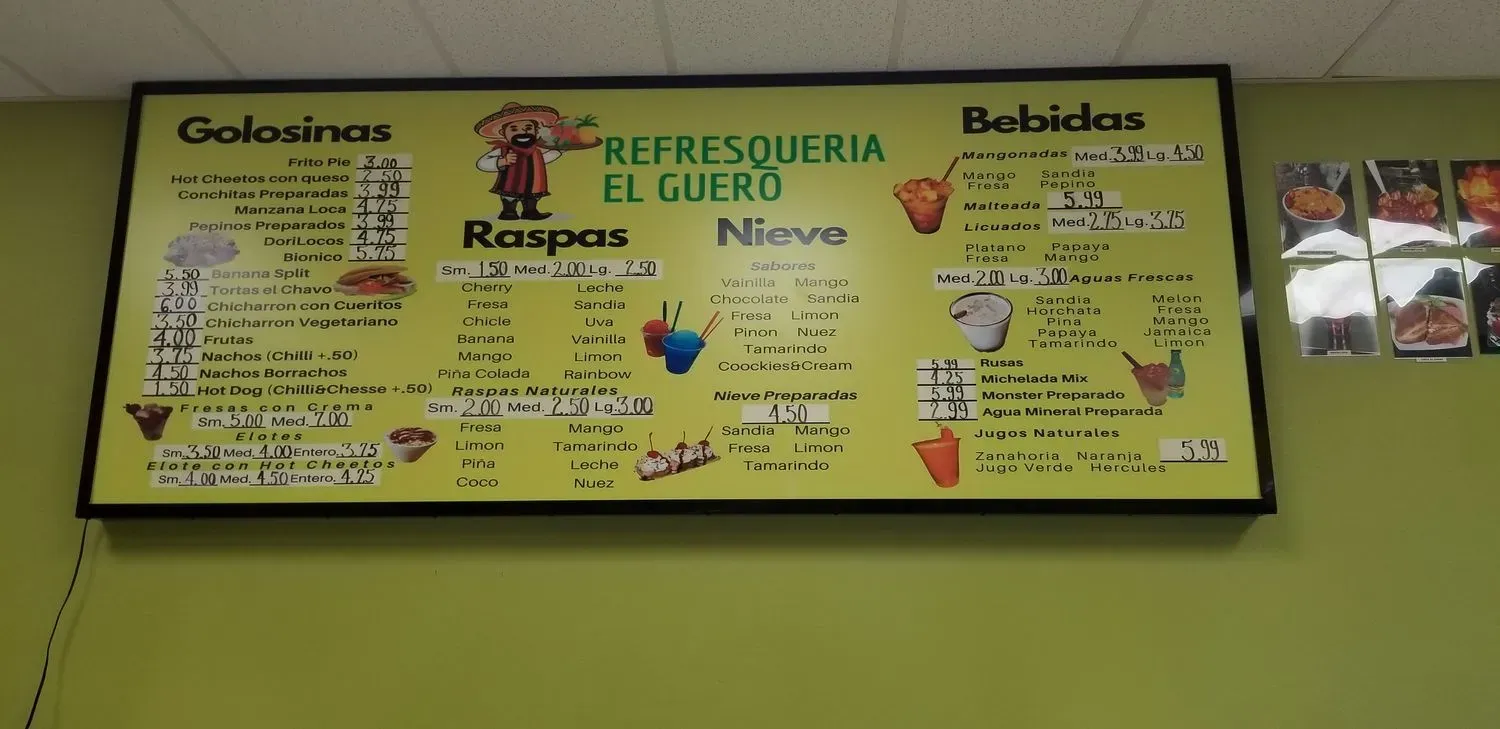 Golosinas
Frito Pie 3.00
Hot Cheetos con queso 2.50
Conchitas Preparadas 3.99
Manzana Loca 4.75
Pepinos Preparados 3.99
DoriLocos 4.75
Bionico 5.75
5.50 Banana Split
3.99 Tortas el Chavo
6.00 Chicharron con Cueritos
3.50 Chicharron Vegetariano
4.00 Frutas
3.75 Nachos (Chilli +.50)
4.50 Nachos Borrachos
1.50 Hot Dog (Chilli&Chesse +.50)
Fresas con Crema
Sm. 5.00 Med. 7.00
Elotes
Sm. 3.50 Med. 4.00 Entero. 3.75
Elote con Hot Cheetos
Sm. 4.00 Med. 4.50 Entero. 4.25
REFRESQUERIA
EL GUERO
Raspas
Sm. 1.50 Med. 2.00 Lg. 2.50
Cherry Leche
Fresa Sandia
Chicle Uva
Banana Vainilla
Mango Limon
Piña Colada Rainbow
Raspas Naturales
Sm. 2.00 Med. 2.50 Lg. 3.00
Fresa Mango
Limon Tamarindo
Piña Leche
Coco Nuez
Nieve
Sabores
Vainilla Mango
Chocolate Sandia
Fresa Limon
Pinon Nuez
Tamarindo
Coockies&Cream
Nieve Preparadas
4.50
Sandia Mango
Fresa Limon
Tamarindo
Bebidas
Mangonadas Med. 3.99 Lg. 4.50
Mango Sandia
Fresa Pepino
Malteada 5.99
Licuados Med. 2.75 Lg. 3.75
Platano Papaya
Fresa Mango
Med. 2.00 Lg. 3.00 Aguas Frescas
Sandia Melon
Horchata Fresa
Pina Mango
Papaya Jamaica
Tamarindo Limon
5.99 Rusas
4.25 Michelada Mix
5.99 Monster Preparado
2.99 Agua Mineral Preparada
Jugos Naturales
Zanahoria Naranja 5.99
Jugo Verde Hercules